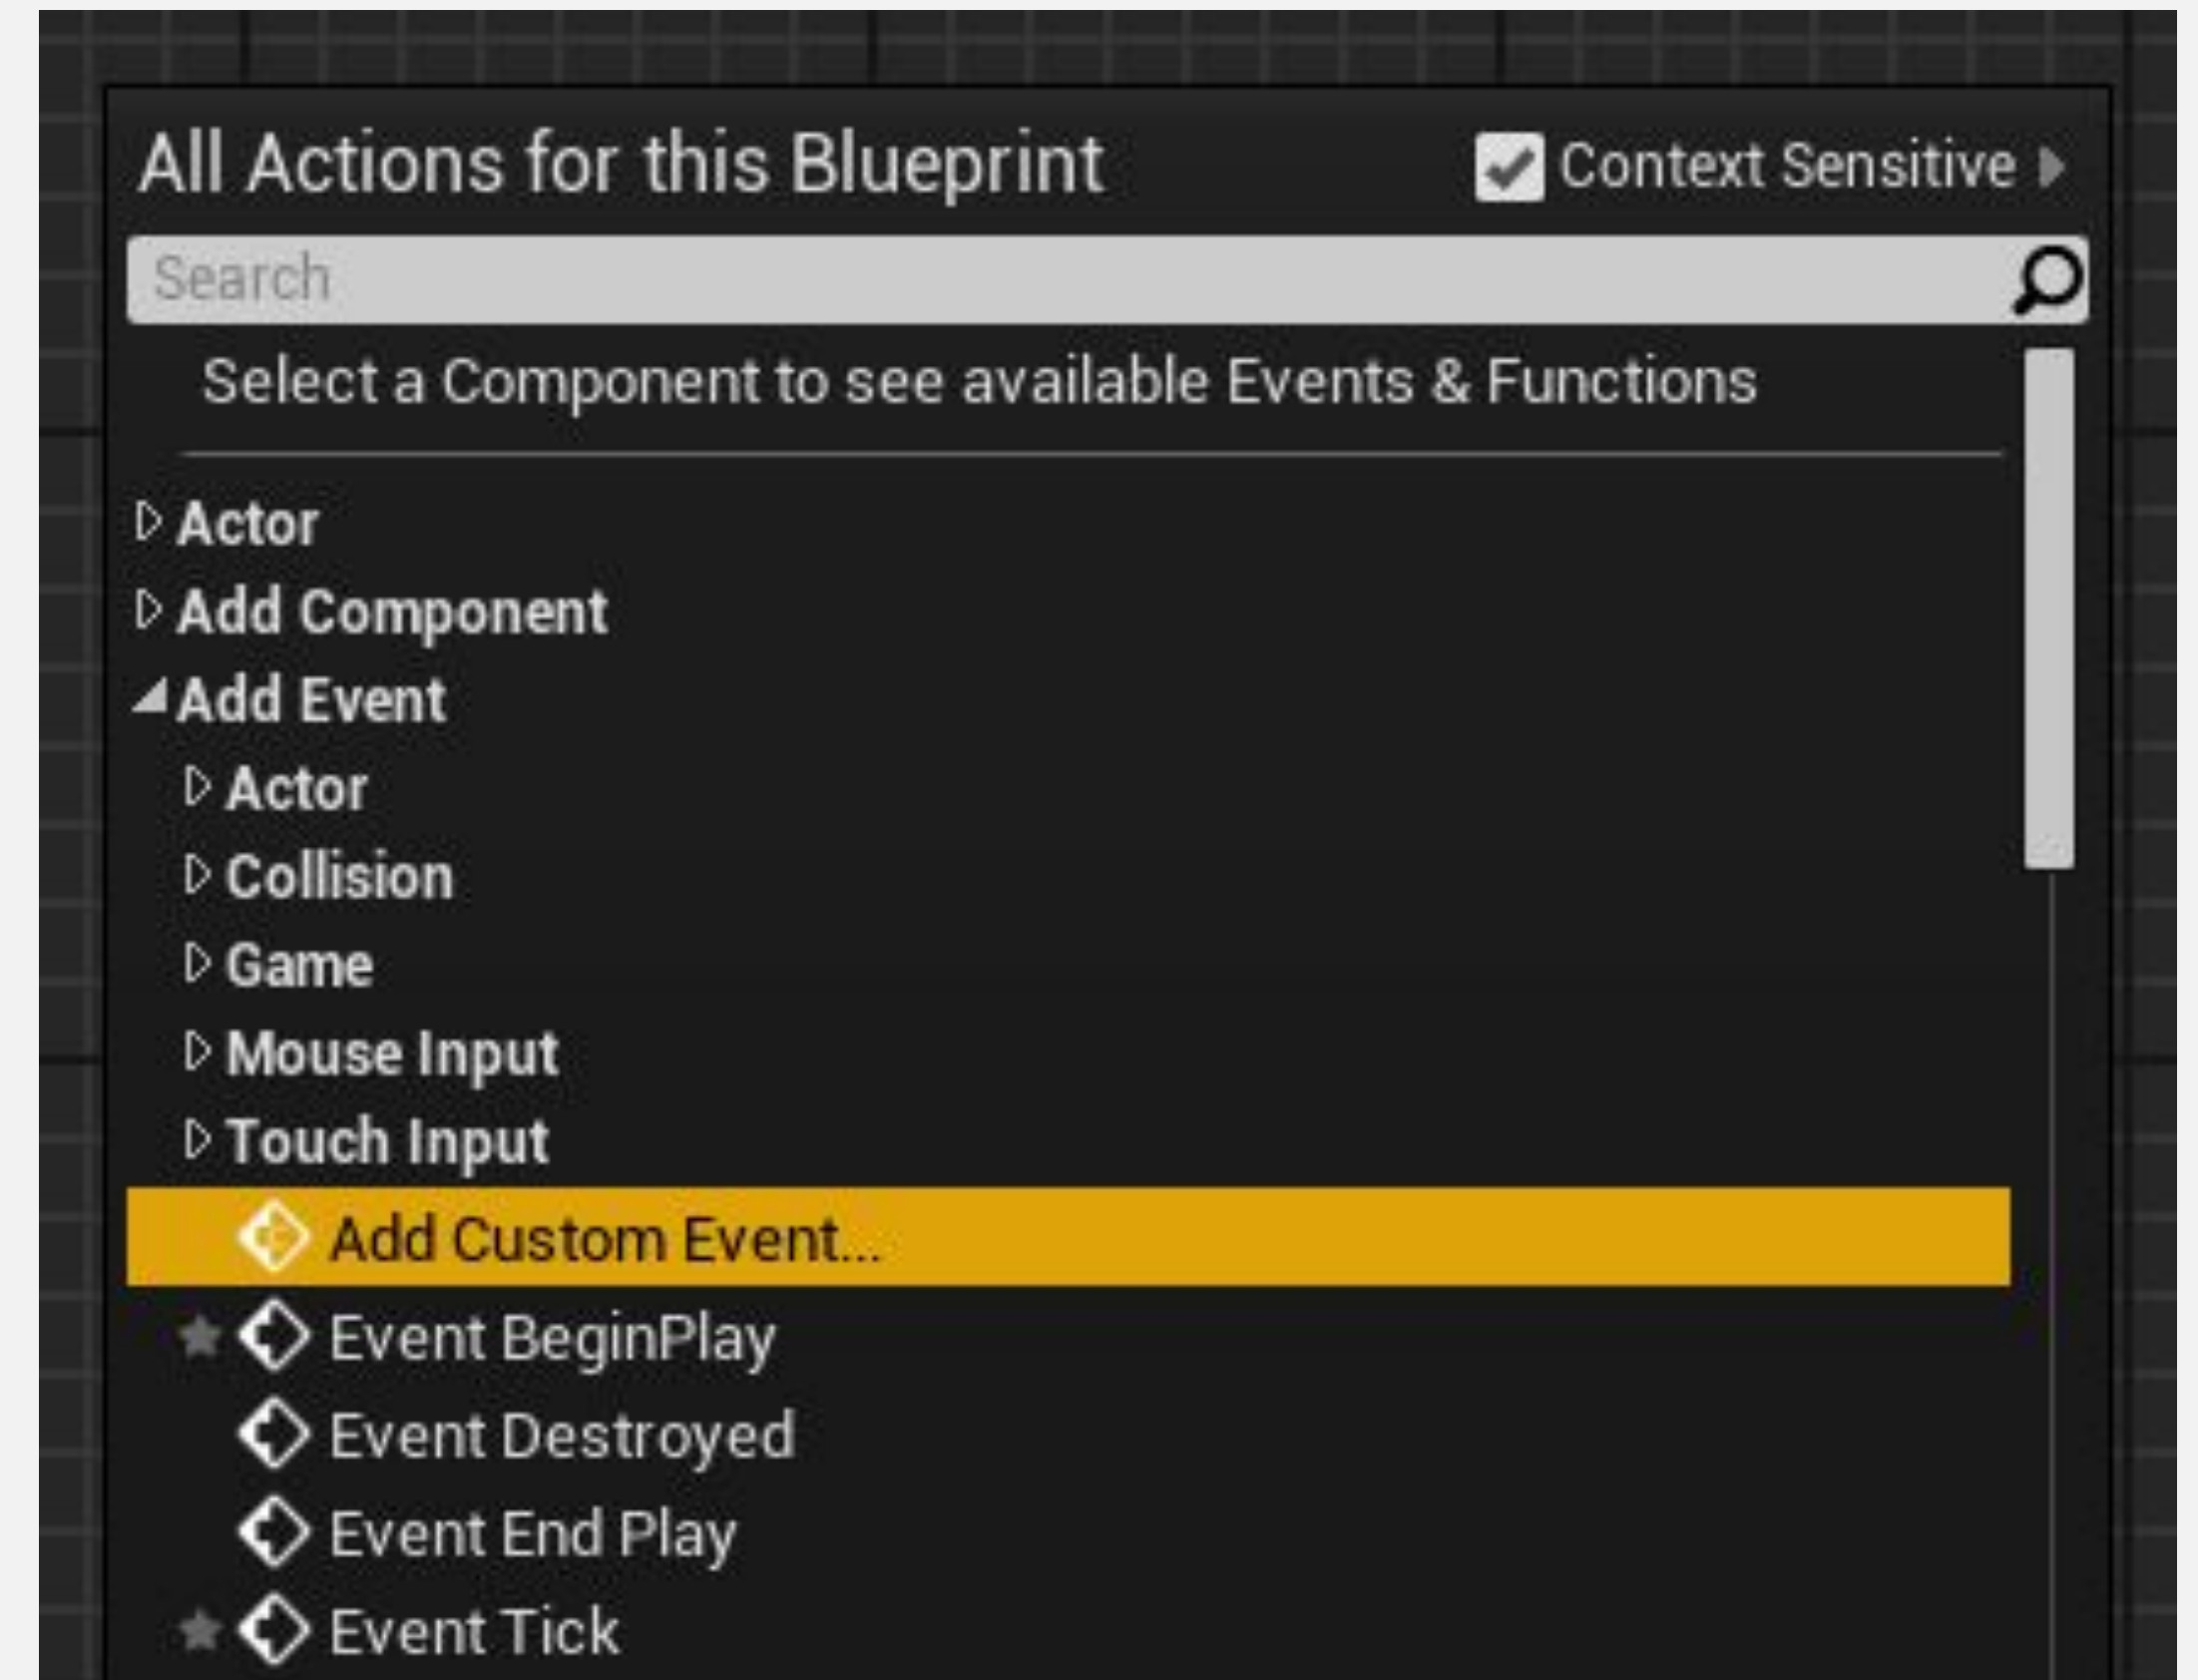 All Actions for this Blueprint Context Sensitive
Search
Select a Component to see available Events & Functions
Actor
Add Component
Add Event
Actor
Collision
Game
Mouse Input
Touch Input
Add Custom Event...
Event BeginPlay
Event Destroyed
Event End Play
Event Tick